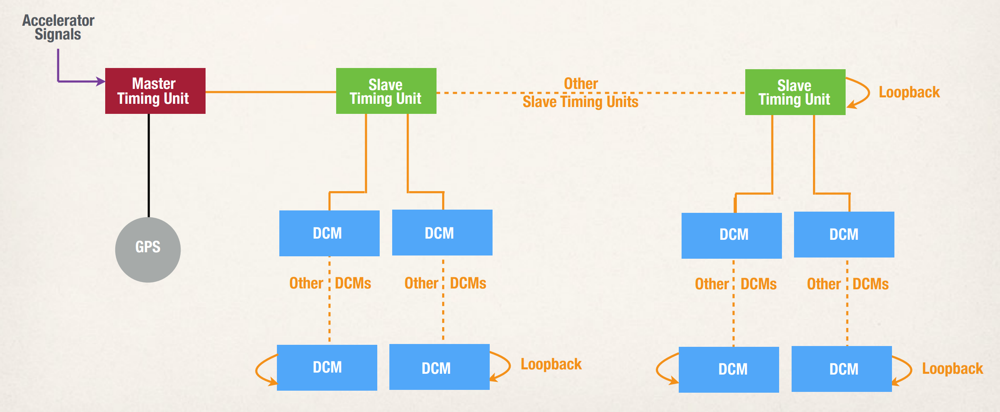 Accelerator
Signals
Master
Timing Unit
Slave
Timing Unit
Other
Slave Timing Units
Slave
Timing Unit
Loopback
GPS
DCM
DCM
DCM
DCM
Other DCMs
Other DCMs
Other DCMs
Other DCMs
DCM
DCM
Loopback
DCM
DCM
Loopback